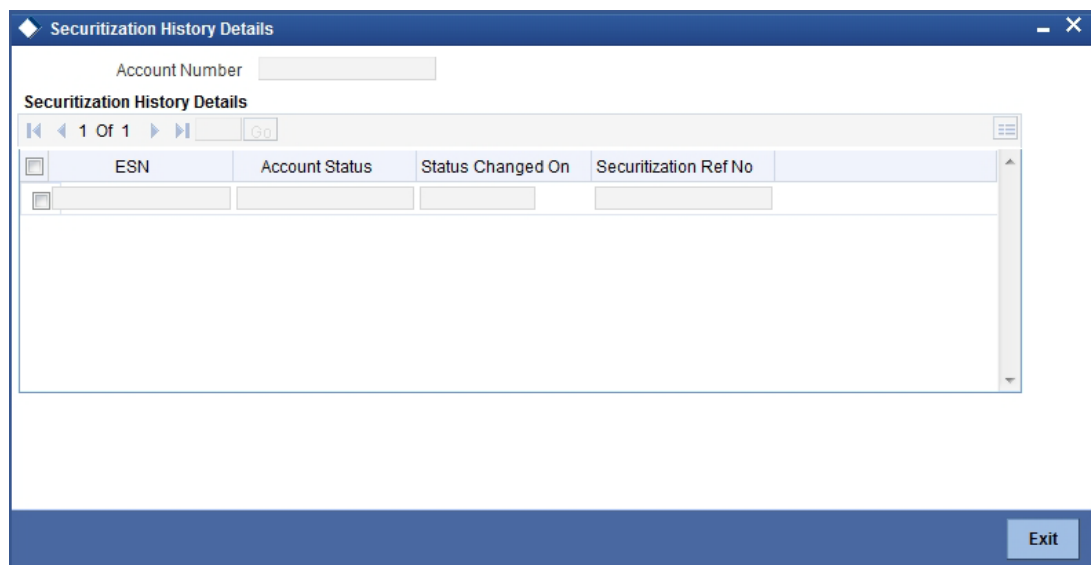 Securitization History Details
Account Number
Securitization History Details
1 Of 1 Go
ESN Account Status Status Changed On Securitization Ref No
Exit